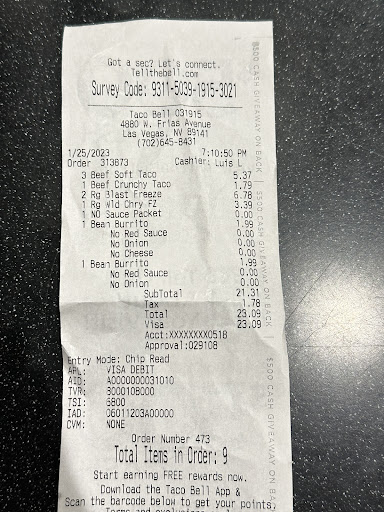 Got a sec? Let's connect.
Tellthebell.com
Survey Code: 9311-5039-1915-3021
Taco Bell 031915
4880 W. Frias Avenue
Las Vegas, NV 89141
(702)645-8431
1/25/2023 7:10:50 PM
Order 313873 Cashier: Luis L
3 Beef Soft Taco 5.37
1 Beef Crunchy Taco 1.79
2 Rg Blast Freeze 6.78
1 Rg Wld Chry FZ 3.39
1 NO Sauce Packet 0.00
1 Bean Burrito 1.99
No Red Sauce 0.00
No Onion 0.00
No Cheese 0.00
1 Bean Burrito 1.99
No Red Sauce 0.00
No Onion 0.00
SubTotal 21.31
Tax 1.78
Total 23.09
Visa 23.09
Acct:XXXXXXXX0518
Approval:029108
Entry Mode: Chip Read
APL: VISA DEBIT
AID: A0000000031010
TVR: 800010B000
TSI: 6800
IAD: 06011203A00000
CVM: NONE
Order Number 473
Total Items in Order: 9
Start earning FREE rewards now.
Download the Taco Bell App &
Scan the barcode below to get your points.
Terms and exclusions
$500 CASH GIVEAWAY ON BACK
$500 CASH GIVEAWAY ON BACK
$500 CASH GIVEAWAY ON BA